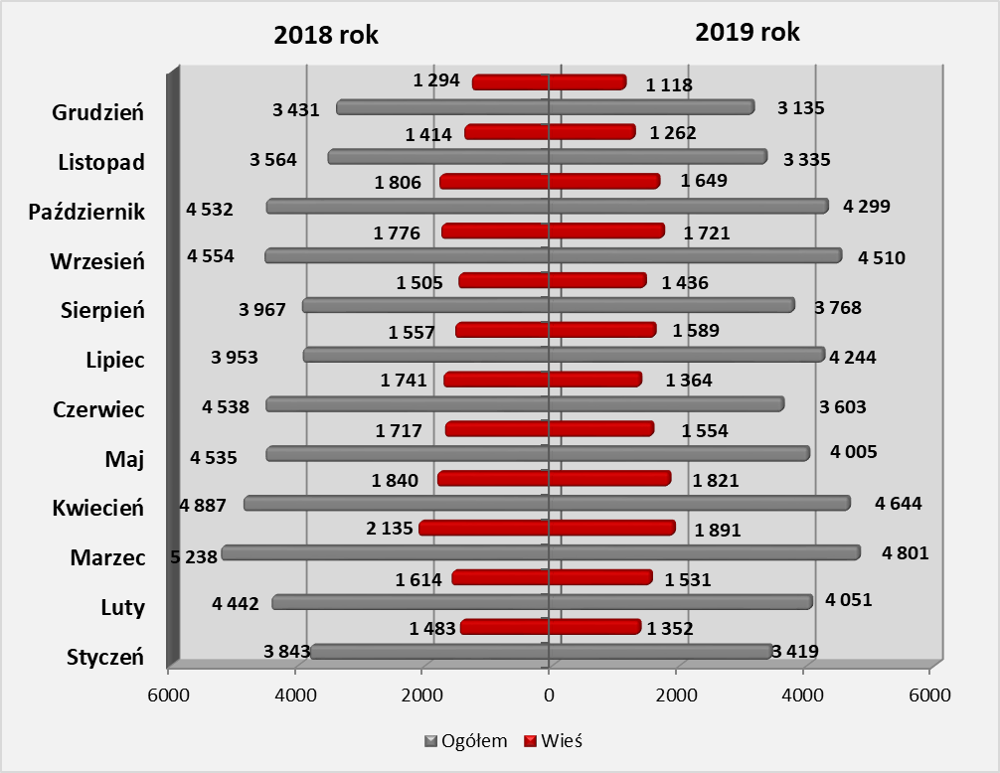 2018 rok 2019 rok
1 294 1 118
Grudzień 3 431 3 135
1 414 1 262
Listopad 3 564 3 335
1 806 1 649
Październik 4 532 4 299
1 776 1 721
Wrzesień 4 554 4 510
1 505 1 436
Sierpień 3 967 3 768
1 557 1 589
Lipiec 3 953 4 244
1 741 1 364
Czerwiec 4 538 3 603
1 717 1 554
Maj 4 535 4 005
1 840 1 821
Kwiecień 4 887 4 644
2 135 1 891
Marzec 5 238 4 801
1 614 1 531
Luty 4 442 4 051
1 483 1 352
Styczeń 3 843 3 419
6000 4000 2000 0 2000 4000 6000
Ogółem Wieś